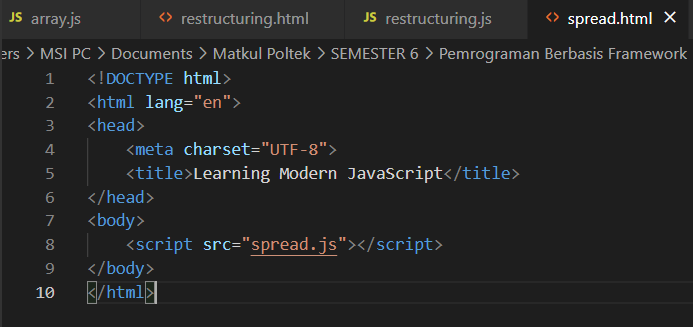 array.js restructuring.html restructuring.js spread.html
ers > MSI PC > Documents > Matkul Poltek > SEMESTER 6 > Pemrograman Berbasis Framework
1 <!DOCTYPE html>
2 <html lang="en">
3 <head>
4     <meta charset="UTF-8">
5     <title>Learning Modern JavaScript</title>
6 </head>
7 <body>
8     <script src="spread.js"></script>
9 </body>
10 </html>